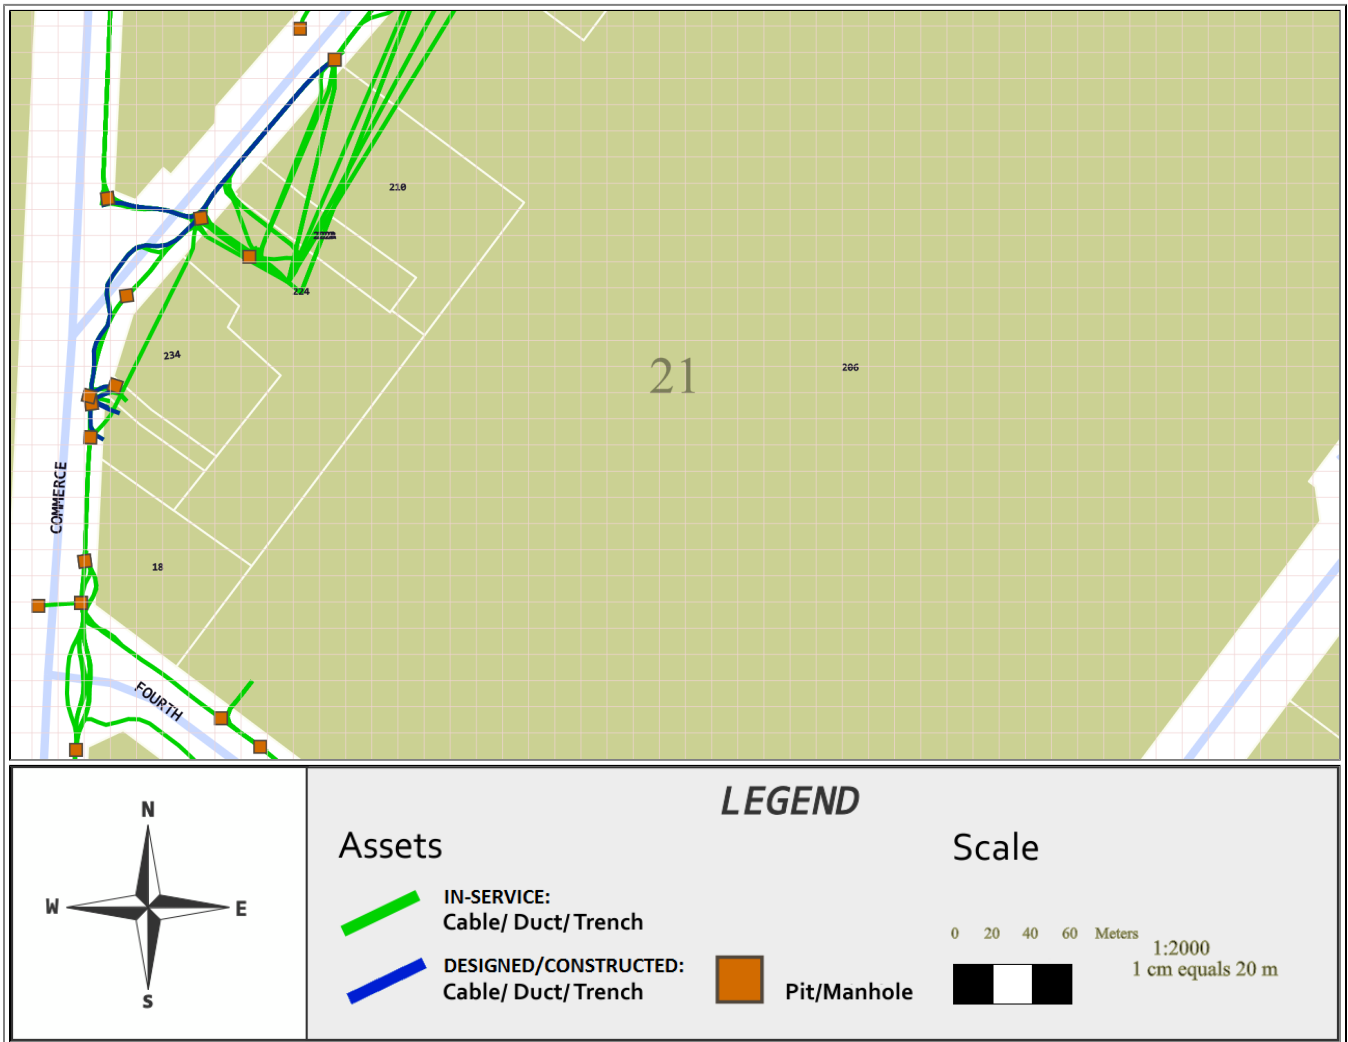 210
224
21
206
234
COMMERCE
18
FOURTH
N
W
E
S
LEGEND
Assets
Scale
IN-SERVICE:
Cable/ Duct/ Trench
DESIGNED/CONSTRUCTED:
Cable/ Duct/ Trench
Pit/Manhole
0 20 40 60 Meters
1:2000
1 cm equals 20 m